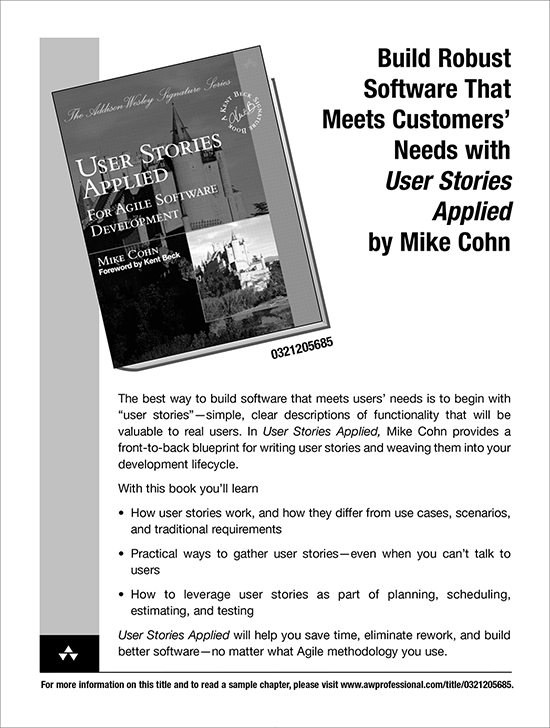 Build Robust
Software That
Meets Customers’
Needs with
User Stories
Applied
by Mike Cohn
The Addison Wesley Signature Series
A KENT BECK SIGNATURE BOOK
USER STORIES
APPLIED
FOR AGILE SOFTWARE
DEVELOPMENT
MIKE COHN
Foreword by Kent Beck
0321205685
The best way to build software that meets users’ needs is to begin with
“user stories”—simple, clear descriptions of functionality that will be
valuable to real users. In User Stories Applied, Mike Cohn provides a
front-to-back blueprint for writing user stories and weaving them into your
development lifecycle.
With this book you’ll learn
• How user stories work, and how they differ from use cases, scenarios,
and traditional requirements
• Practical ways to gather user stories—even when you can’t talk to
users
• How to leverage user stories as part of planning, scheduling,
estimating, and testing
User Stories Applied will help you save time, eliminate rework, and build
better software—no matter what Agile methodology you use.
For more information on this title and to read a sample chapter, please visit www.awprofessional.com/title/0321205685.